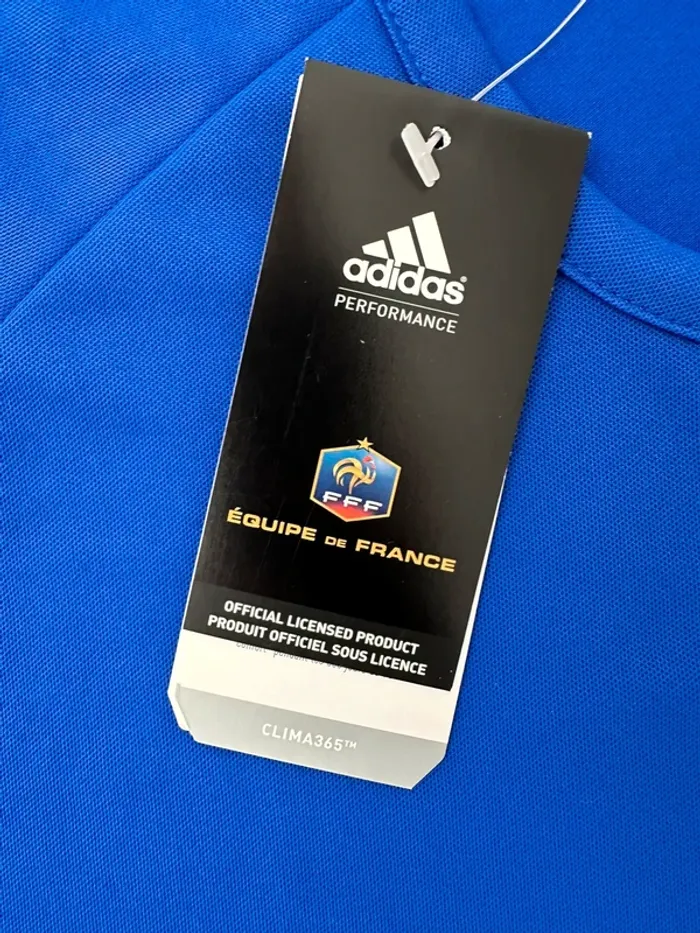 adidas®
PERFORMANCE
FFF
ÉQUIPE DE FRANCE
OFFICIAL LICENSED PRODUCT
PRODUIT OFFICIEL SOUS LICENCE
CLIMA365™